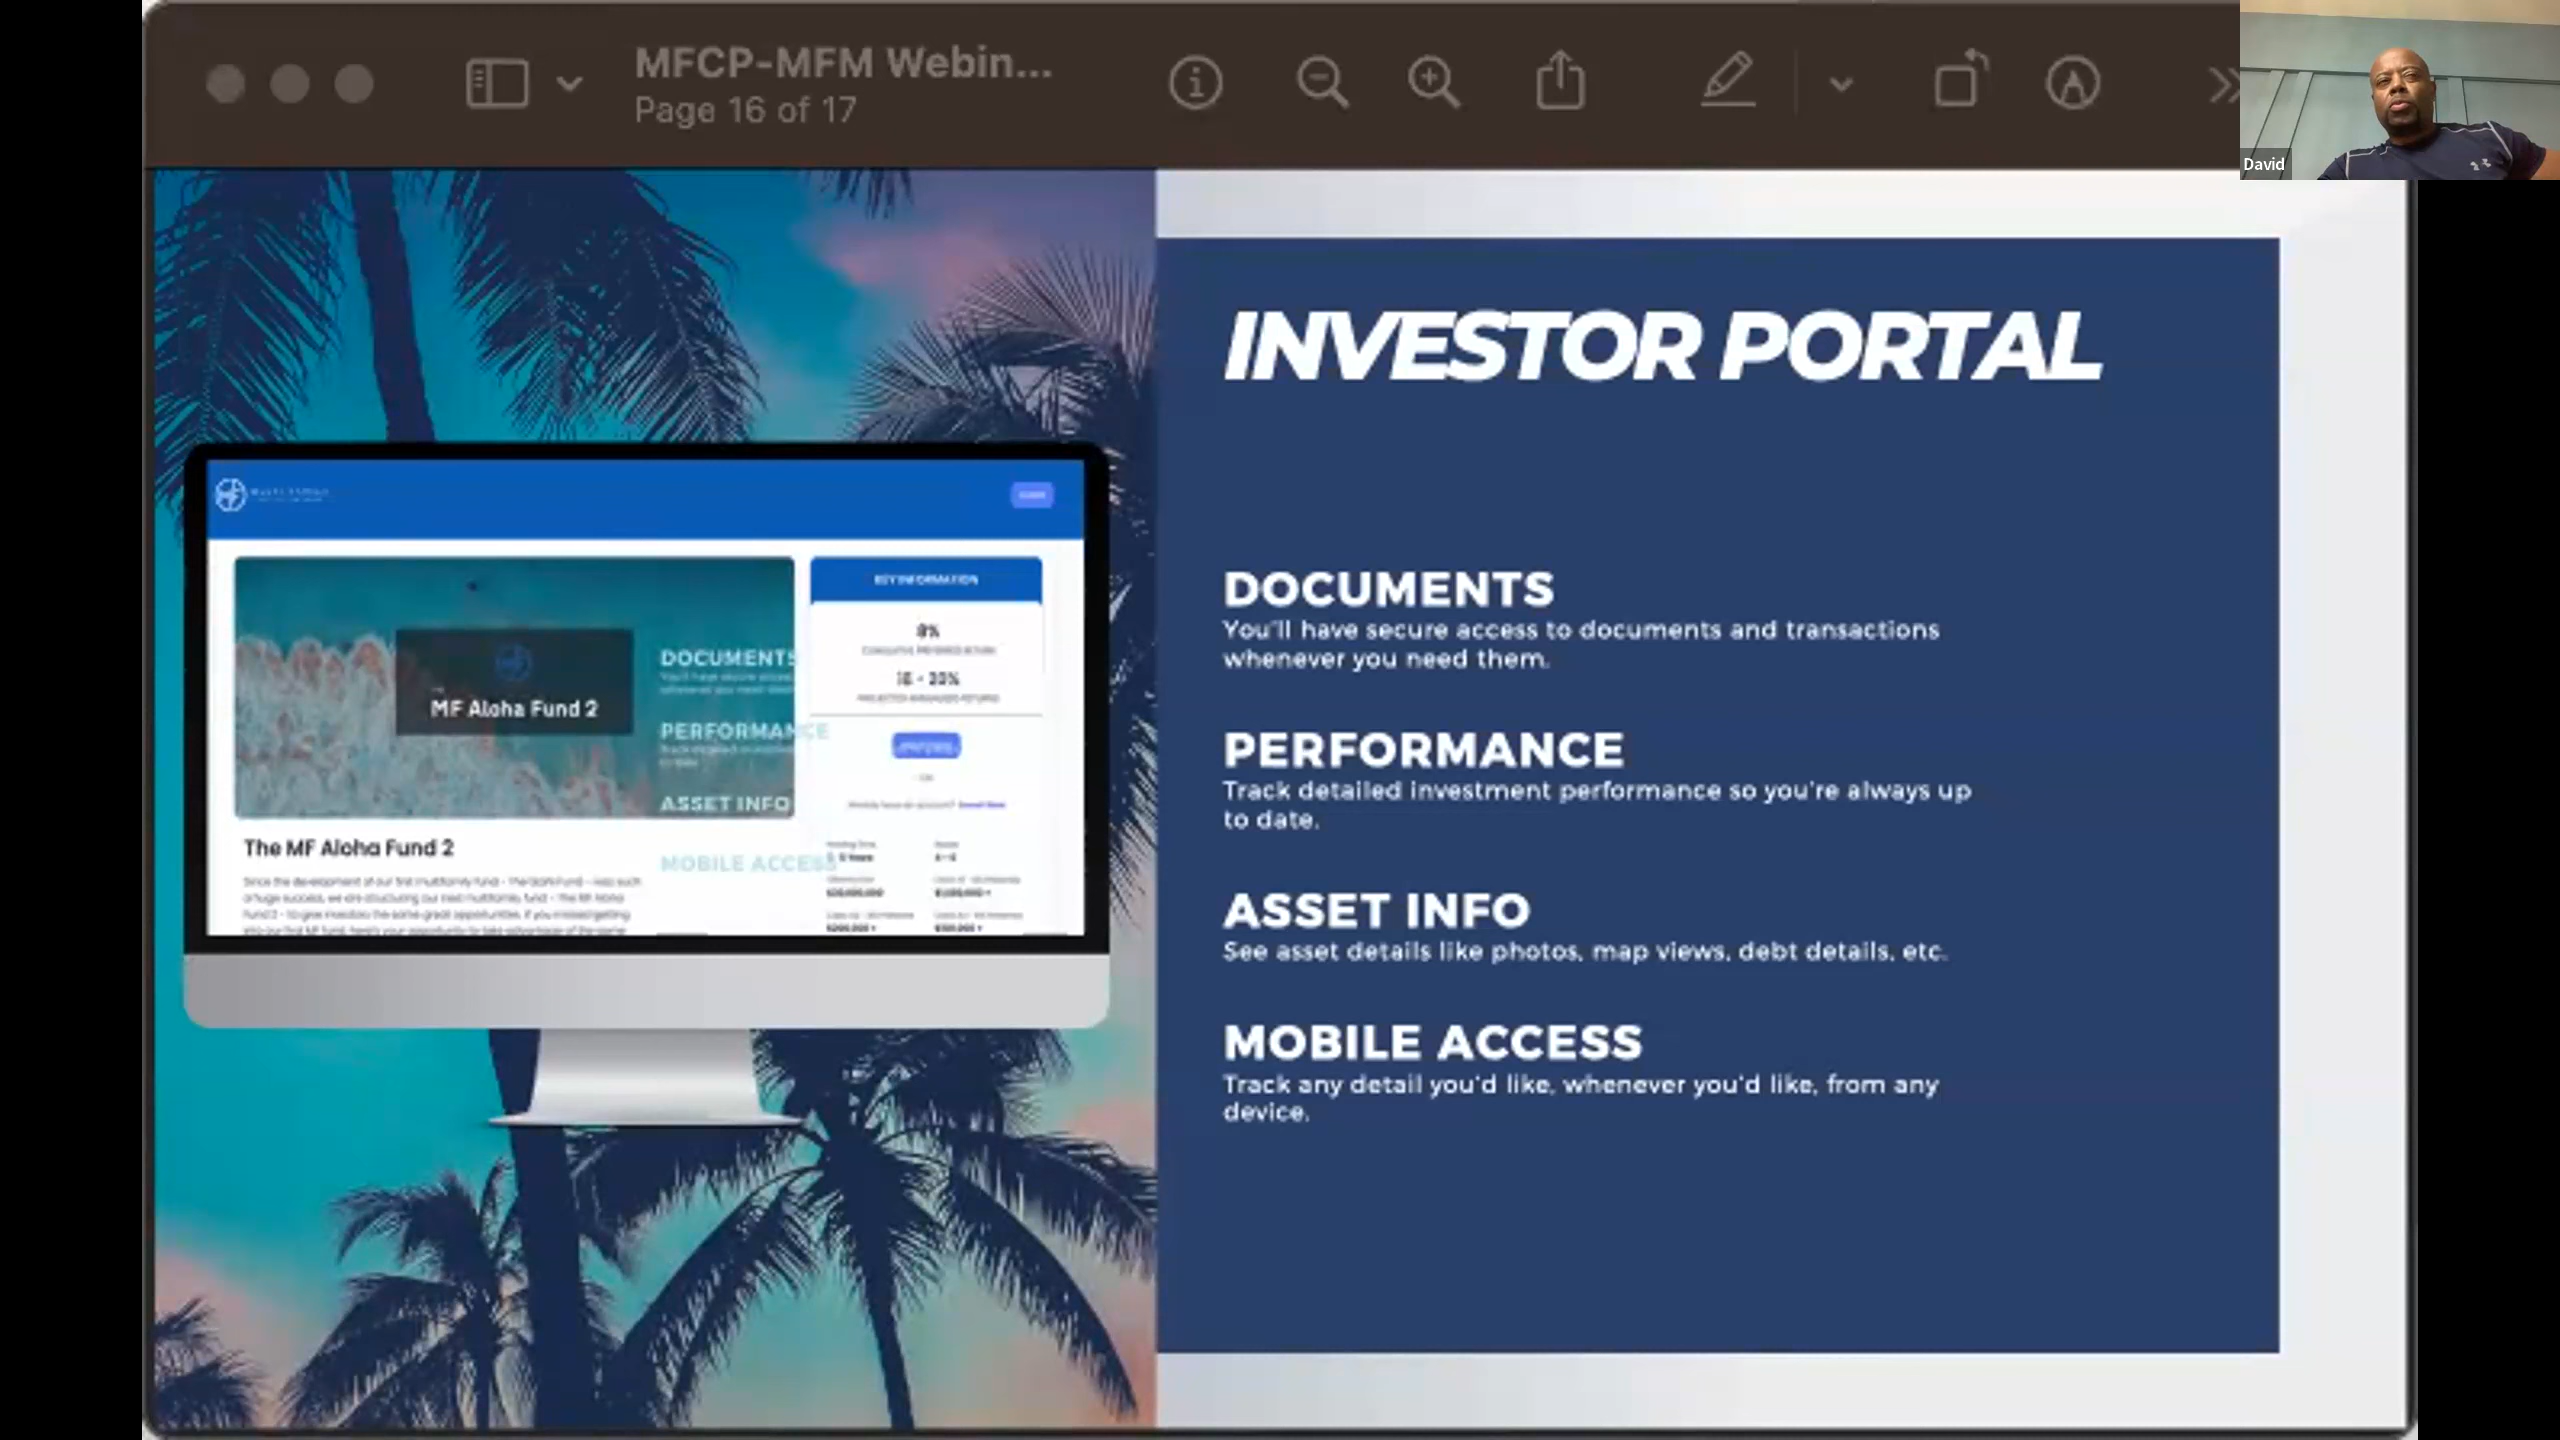 MFCP-MFM Webin...
Page 16 of 17
David
INVESTOR PORTAL
DOCUMENTS
You'll have secure access to documents and transactions
whenever you need them.
PERFORMANCE
Track detailed investment performance so you're always up
to date.
ASSET INFO
See asset details like photos, map views, debt details, etc.
MOBILE ACCESS
Track any detail you'd like, whenever you'd like, from any
device.
KEY INFORMATION
8%
MF Aloha Fund 2
DOCUMENTS
PERFORMANCE
ASSET INFO
MOBILE ACCESS
The MF Aloha Fund 2